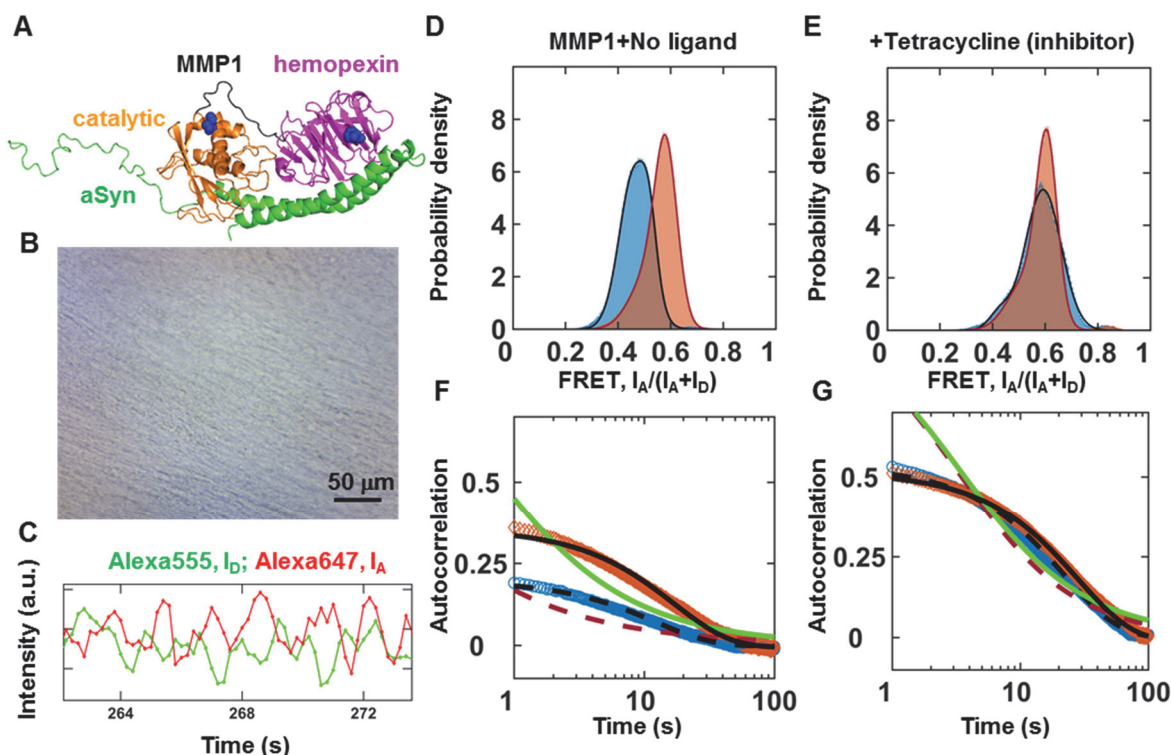 A
MMP1
hemopexin
catalytic
aSyn
B
50 μm
C
Alexa555, I_D; Alexa647, I_A
Intensity (a.u.)
264
268
272
Time (s)
D
MMP1+No ligand
Probability density
8
6
4
2
0
0
0.2
0.4
0.6
0.8
1
FRET, I_A/(I_A+I_D)
E
+Tetracycline (inhibitor)
Probability density
8
6
4
2
0
0
0.2
0.4
0.6
0.8
1
FRET, I_A/(I_A+I_D)
F
Autocorrelation
0.5
0.25
0
1
10
100
Time (s)
G
Autocorrelation
0.5
0.25
0
1
10
100
Time (s)